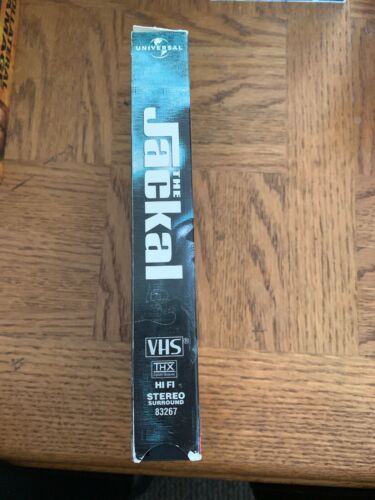 UNIVERSAL
THE
Jackal
VHS®
THX
HI FI
STEREO
SURROUND
83267